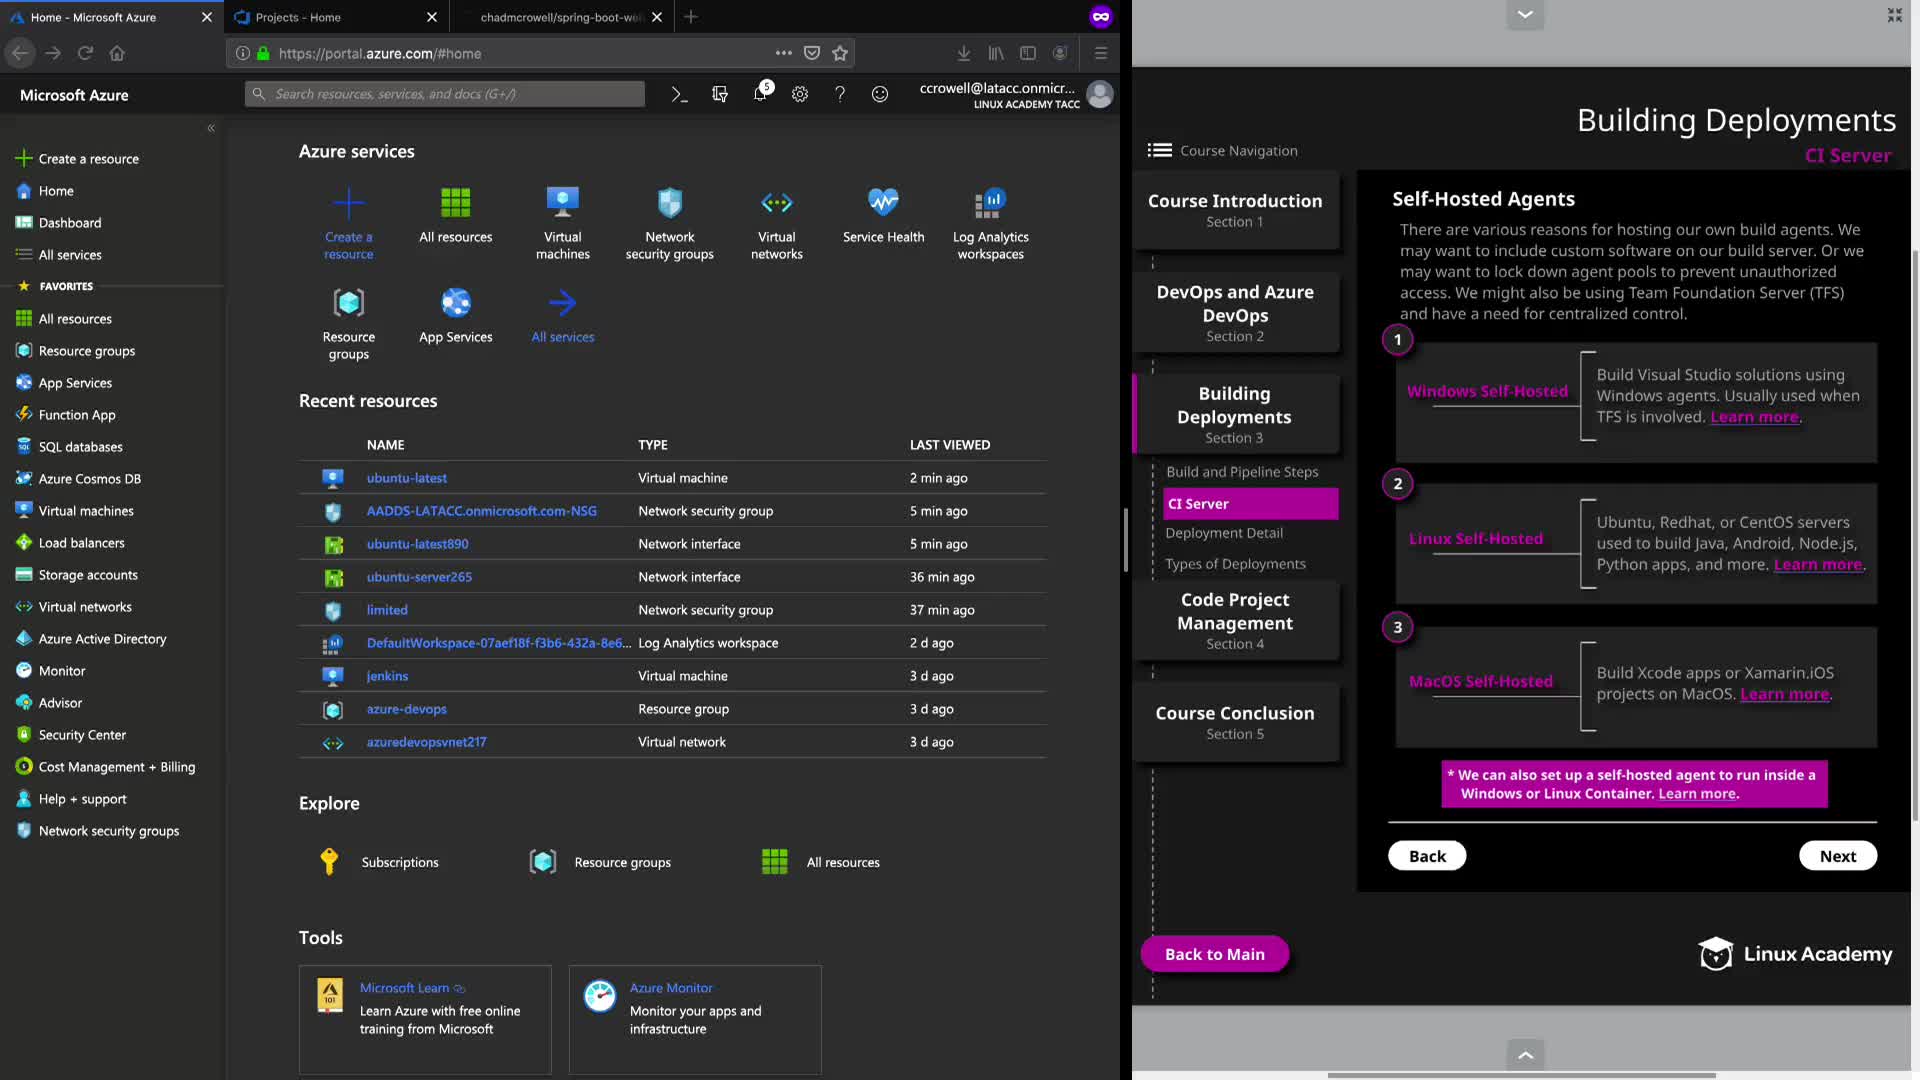 Home - Microsoft Azure
Projects - Home
chadmcrowell/spring-boot-we
https://portal.azure.com/#home
Microsoft Azure
Search resources, services, and docs (G+/)
5
ccrowell@latacc.onmicr...
LINUX ACADEMY TACC
Create a resource
Home
Dashboard
All services
FAVORITES
All resources
Resource groups
App Services
Function App
SQL databases
Azure Cosmos DB
Virtual machines
Load balancers
Storage accounts
Virtual networks
Azure Active Directory
Monitor
Advisor
Security Center
Cost Management + Billing
Help + support
Network security groups
Azure services
Create a
resource
All resources
Virtual
machines
Network
security groups
Virtual
networks
Service Health
Log Analytics
workspaces
Resource
groups
App Services
All services
Recent resources
NAME TYPE LAST VIEWED
ubuntu-latest Virtual machine 2 min ago
AADDS-LATACC.onmicrosoft.com-NSG Network security group 5 min ago
ubuntu-latest890 Network interface 5 min ago
ubuntu-server265 Network interface 36 min ago
limited Network security group 37 min ago
DefaultWorkspace-07aef18f-f3b6-432a-8e6... Log Analytics workspace 2 d ago
jenkins Virtual machine 3 d ago
azure-devops Resource group 3 d ago
azuredevopsvnet217 Virtual network 3 d ago
Explore
Subscriptions
Resource groups
All resources
Tools
101
Microsoft Learn
Learn Azure with free online
training from Microsoft
Azure Monitor
Monitor your apps and
infrastructure
Building Deployments
CI Server
Course Navigation
Course Introduction
Section 1
DevOps and Azure
DevOps
Section 2
Building
Deployments
Section 3
Build and Pipeline Steps
CI Server
Deployment Detail
Types of Deployments
Code Project
Management
Section 4
Course Conclusion
Section 5
Back to Main
Self-Hosted Agents
There are various reasons for hosting our own build agents. We
may want to include custom software on our build server. Or we
may want to lock down agent pools to prevent unauthorized
access. We might also be using Team Foundation Server (TFS)
and have a need for centralized control.
1
Windows Self-Hosted
Build Visual Studio solutions using
Windows agents. Usually used when
TFS is involved. Learn more.
2
Linux Self-Hosted
Ubuntu, Redhat, or CentOS servers
used to build Java, Android, Node.js,
Python apps, and more. Learn more.
3
MacOS Self-Hosted
Build Xcode apps or Xamarin.iOS
projects on MacOS. Learn more.
* We can also set up a self-hosted agent to run inside a
Windows or Linux Container. Learn more.
Back
Next
Linux Academy